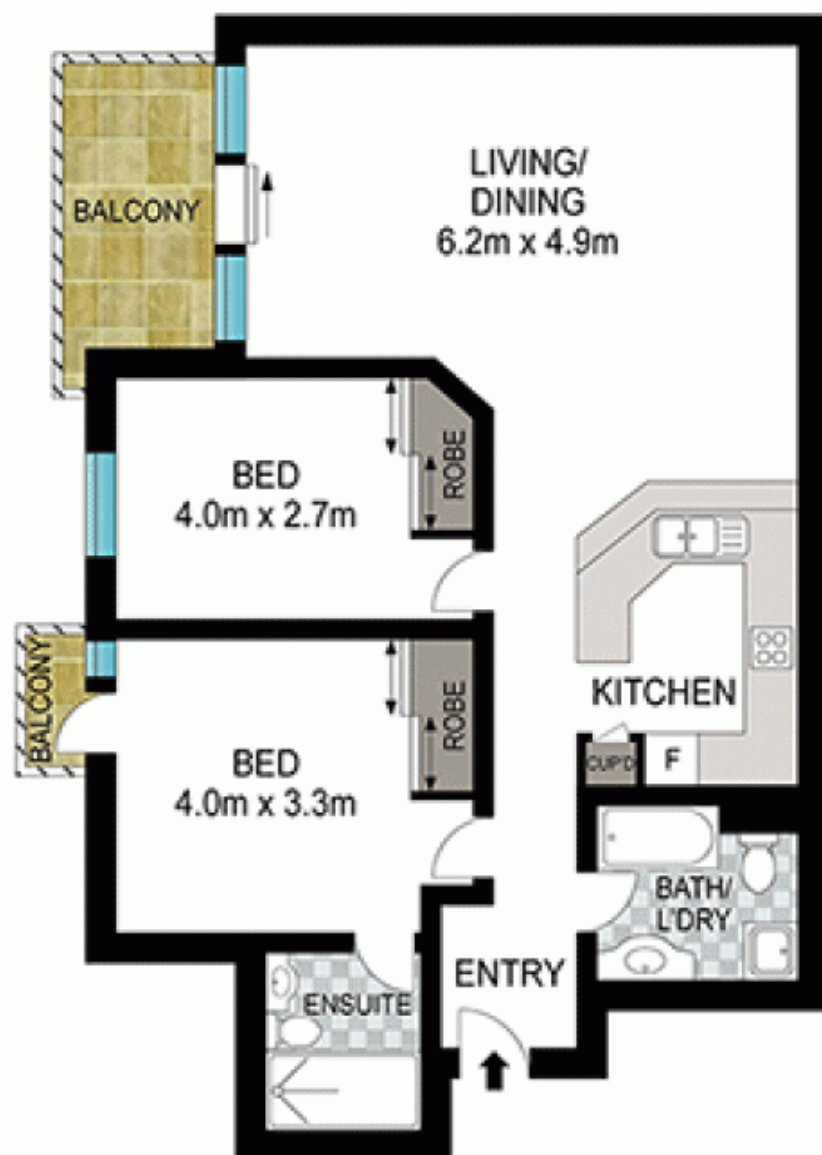 BALCONY
LIVING/
DINING
6.2m x 4.9m
ROBE
BED
4.0m x 2.7m
BALCONY
ROBE
KITCHEN
BED
4.0m x 3.3m
CUP'D
F
BATH/
L'DRY
ENTRY
ENSUITE